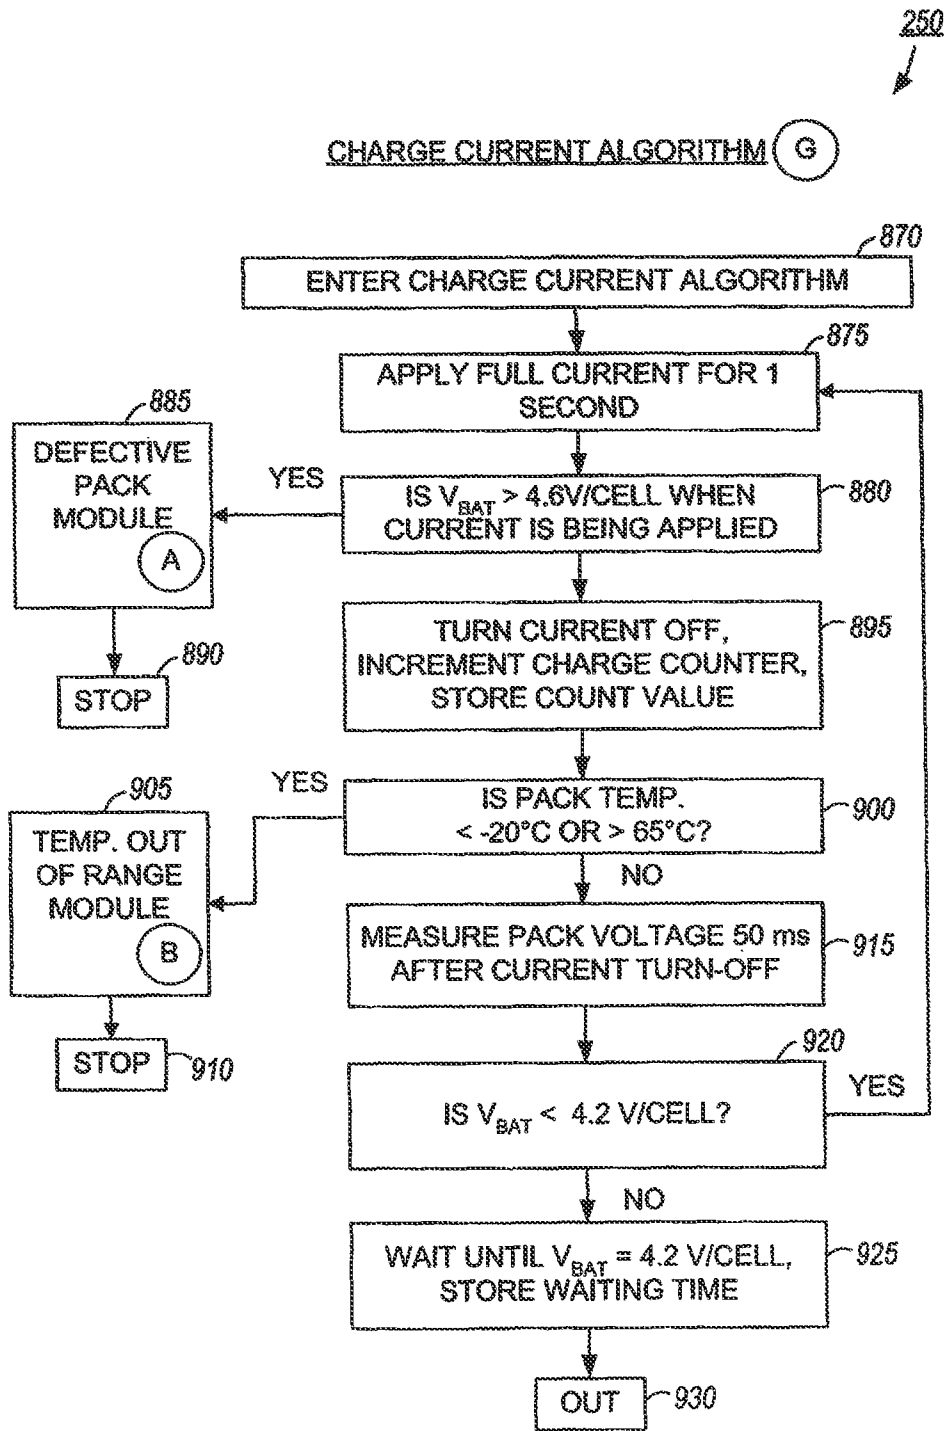 250
CHARGE CURRENT ALGORITHM G
870
ENTER CHARGE CURRENT ALGORITHM
875
APPLY FULL CURRENT FOR 1
SECOND
885
DEFECTIVE
PACK
MODULE
A
YES
IS VBAT > 4.6V/CELL WHEN
CURRENT IS BEING APPLIED
880
890
STOP
TURN CURRENT OFF,
INCREMENT CHARGE COUNTER,
STORE COUNT VALUE
895
905
TEMP. OUT
OF RANGE
MODULE
B
YES
IS PACK TEMP.
< -20°C OR > 65°C?
900
NO
MEASURE PACK VOLTAGE 50 ms
AFTER CURRENT TURN-OFF
915
STOP
910
920
IS VBAT < 4.2 V/CELL?
YES
NO
WAIT UNTIL VBAT = 4.2 V/CELL,
STORE WAITING TIME
925
OUT
930